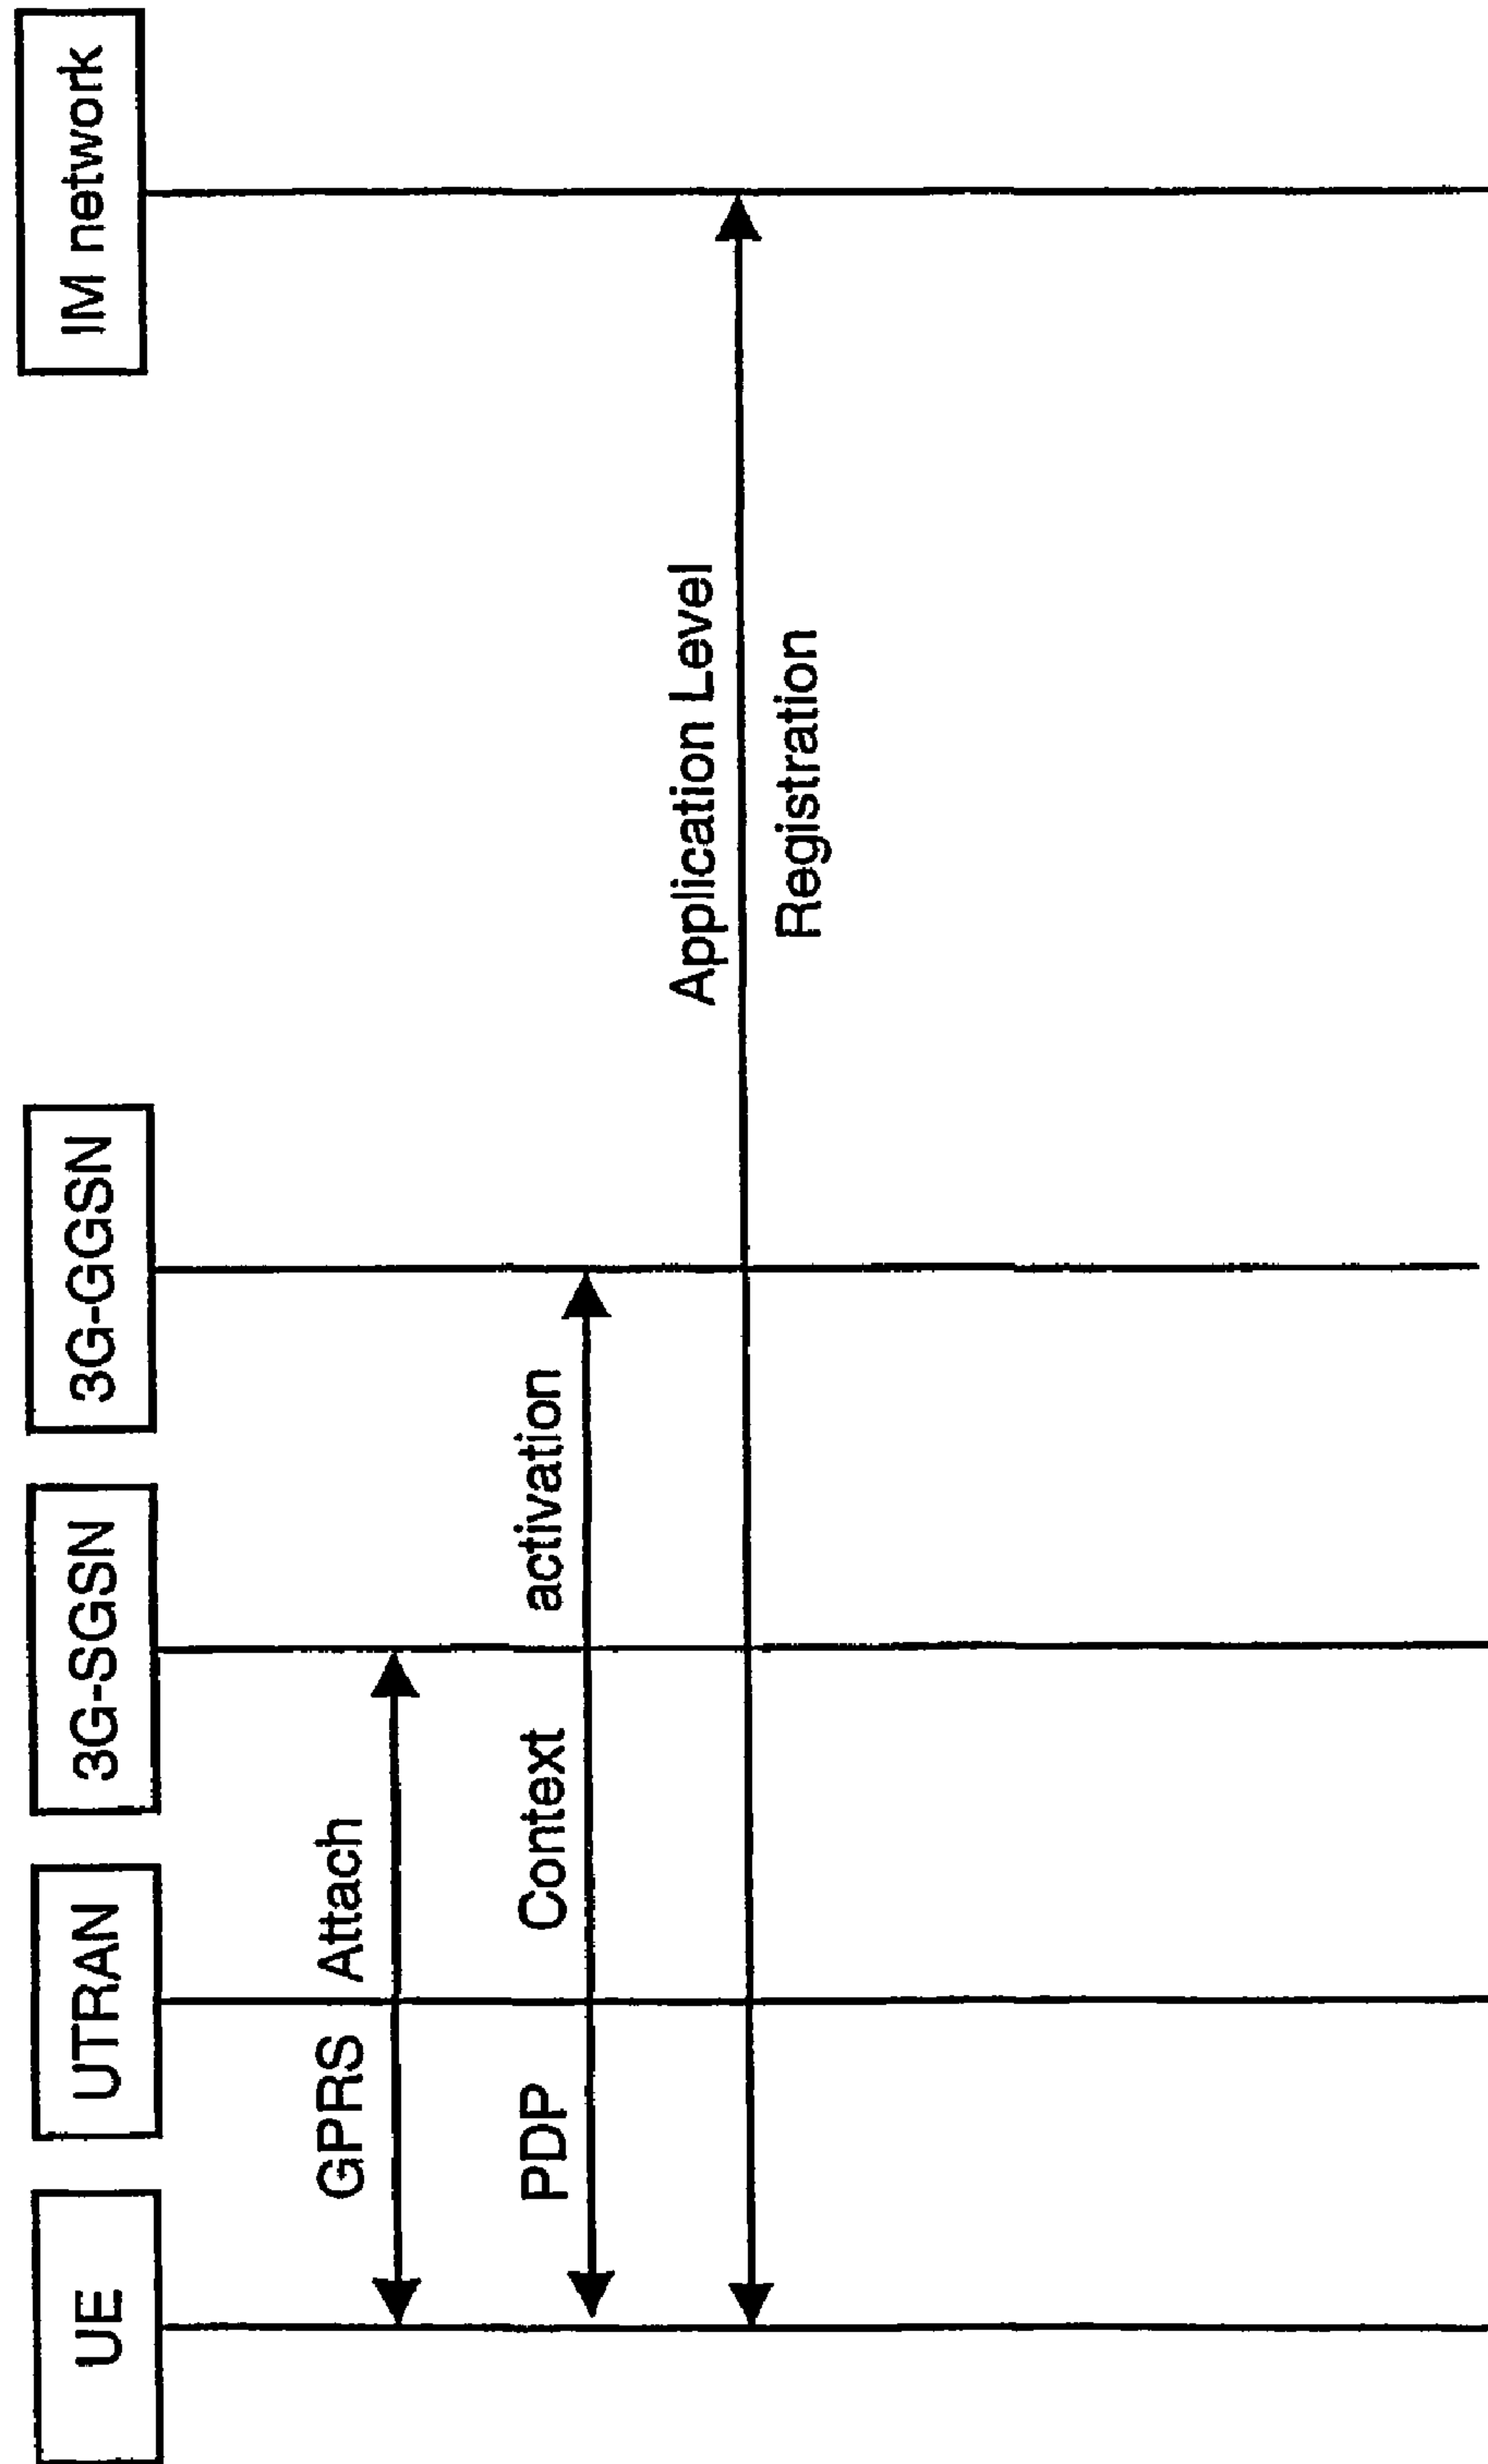 UE
UTRAN
3G-SGSN
3G-GGSN
IM network
GPRS Attach
PDP Context activation
Application Level
Registration